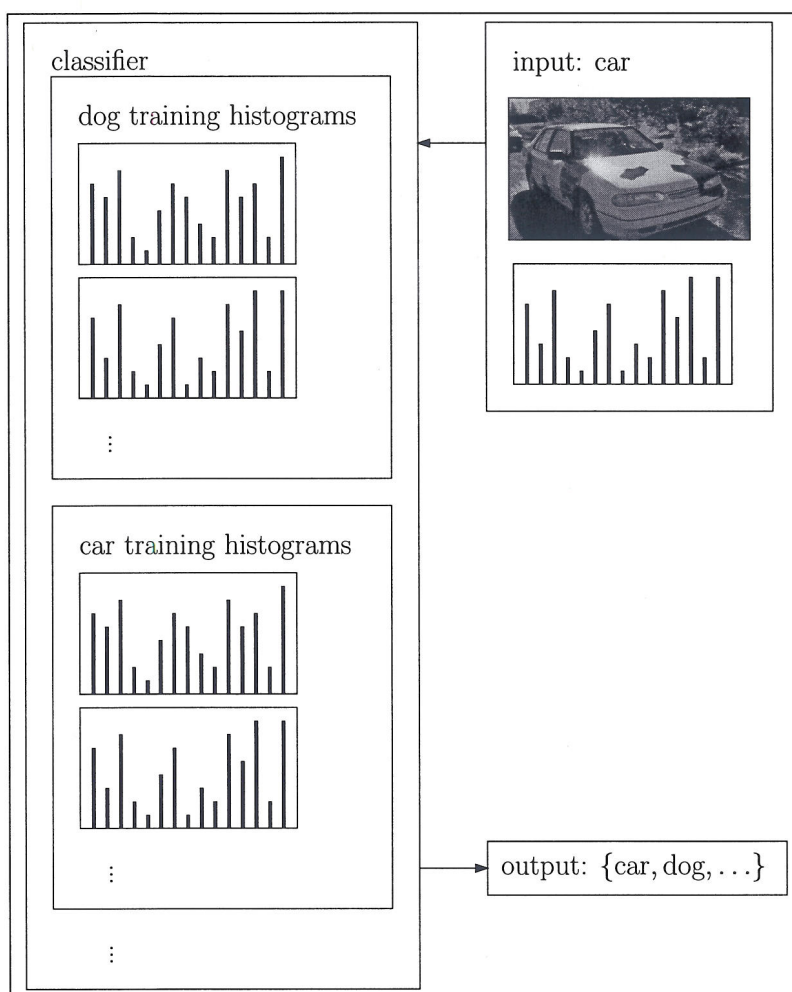 classifier
dog training histograms
⋮
car training histograms
⋮
⋮
input: car
output: {car, dog, . . .}